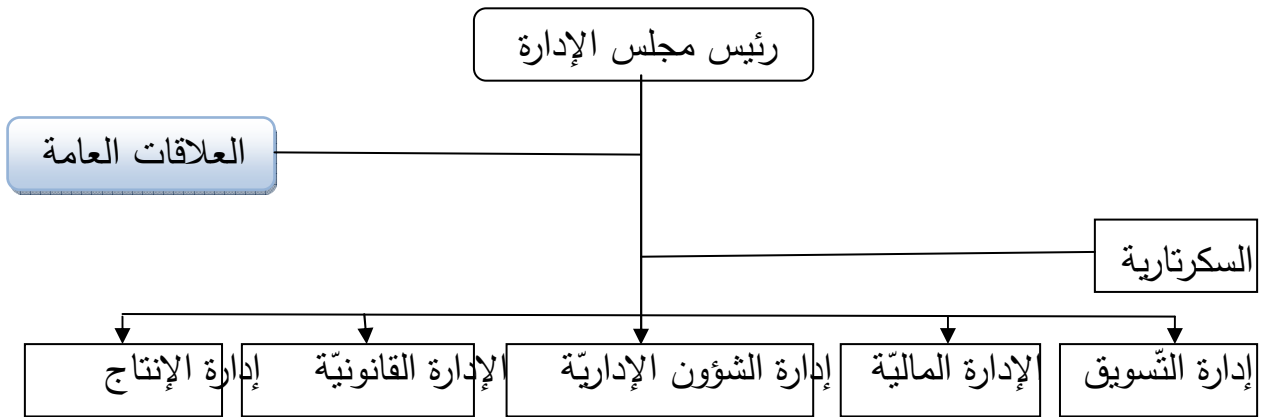 رئيس مجلس الإدارة
العلاقات العامة
السكرتارية
إدارة التّسويق
الإدارة الماليّة
إدارة الشؤون الإداريّة
الإدارة القانونيّة
إدارة الإنتاج